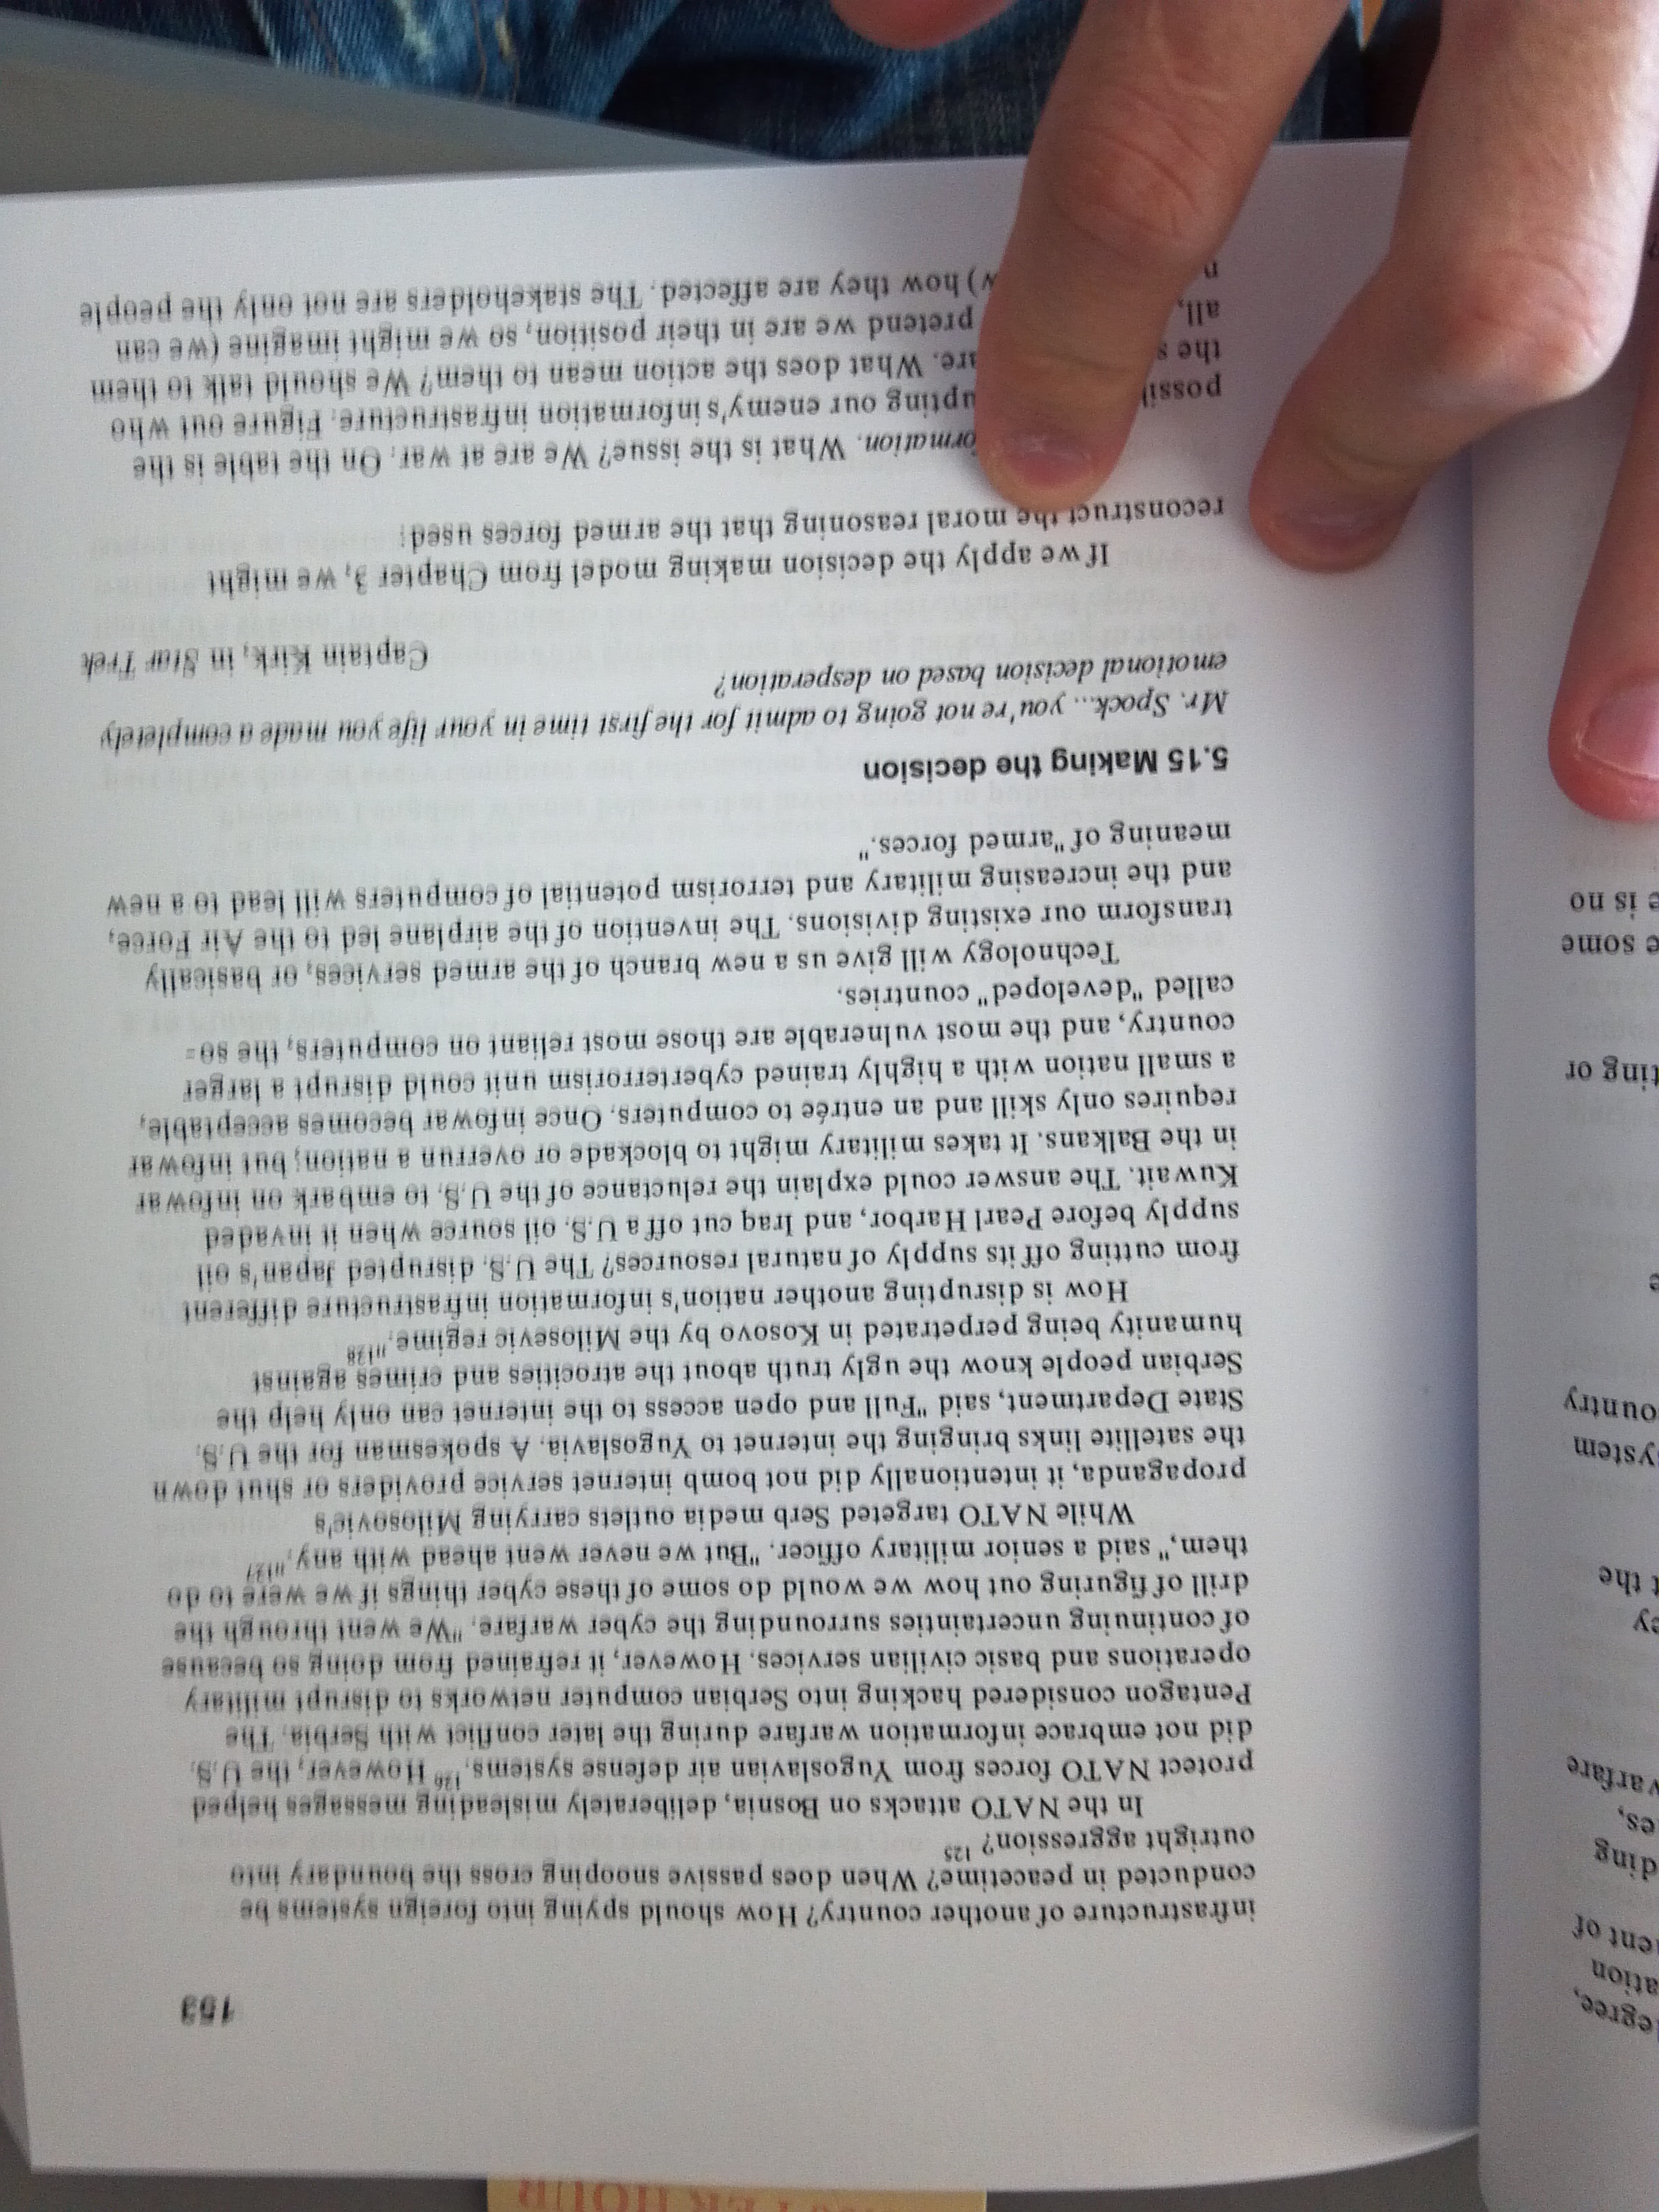 153
infrastructure of another country? How should spying into foreign systems be
conducted in peacetime? When does passive snooping cross the boundary into
outright aggression? 125
In the NATO attacks on Bosnia, deliberately misleading messages helped
protect NATO forces from Yugoslavian air defense systems.126 However, the U.S.
did not embrace information warfare during the later conflict with Serbia. The
Pentagon considered hacking into Serbian computer networks to disrupt military
operations and basic civilian services. However, it refrained from doing so because
of continuing uncertainties surrounding the cyber warfare. "We went through the
drill of figuring out how we would do some of these cyber things if we were to do
them," said a senior military officer. "But we never went ahead with any."127
While NATO targeted Serb media outlets carrying Milosovic's
propaganda, it intentionally did not bomb internet service providers or shut down
the satellite links bringing the internet to Yugoslavia. A spokesman for the U.S.
State Department, said "Full and open access to the internet can only help the
Serbian people know the ugly truth about the atrocities and crimes against
humanity being perpetrated in Kosovo by the Milosevic regime."128
How is disrupting another nation's information infrastructure different
from cutting off its supply of natural resources? The U.S. disrupted Japan's oil
supply before Pearl Harbor, and Iraq cut off a U.S. oil source when it invaded
Kuwait. The answer could explain the reluctance of the U.S. to embark on infowar
in the Balkans. It takes military might to blockade or overrun a nation; but infowar
requires only skill and an entrée to computers. Once infowar becomes acceptable,
a small nation with a highly trained cyberterrorism unit could disrupt a larger
country, and the most vulnerable are those most reliant on computers, the so-
called "developed" countries.
Technology will give us a new branch of the armed services, or basically
transform our existing divisions. The invention of the airplane led to the Air Force,
and the increasing military and terrorism potential of computers will lead to a new
meaning of "armed forces."
5.15 Making the decision
Mr. Spock... you're not going to admit for the first time in your life you made a completely
emotional decision based on desperation?
Captain Kirk, in Star Trek
If we apply the decision making model from Chapter 3, we might
reconstruct the moral reasoning that the armed forces used:
formation. What is the issue? We are at war. On the table is the
possi upting our enemy's information infrastructure. Figure out who
the s are. What does the action mean to them? We should talk to them
all, pretend we are in their position, so we might imagine (we can
n w) how they are affected. The stakeholders are not only the people
egree,
ation
ent of
ding
es,
warfare
ey
t the
ystem
ountry
e
ting or
e some
e is no
TER HOUR